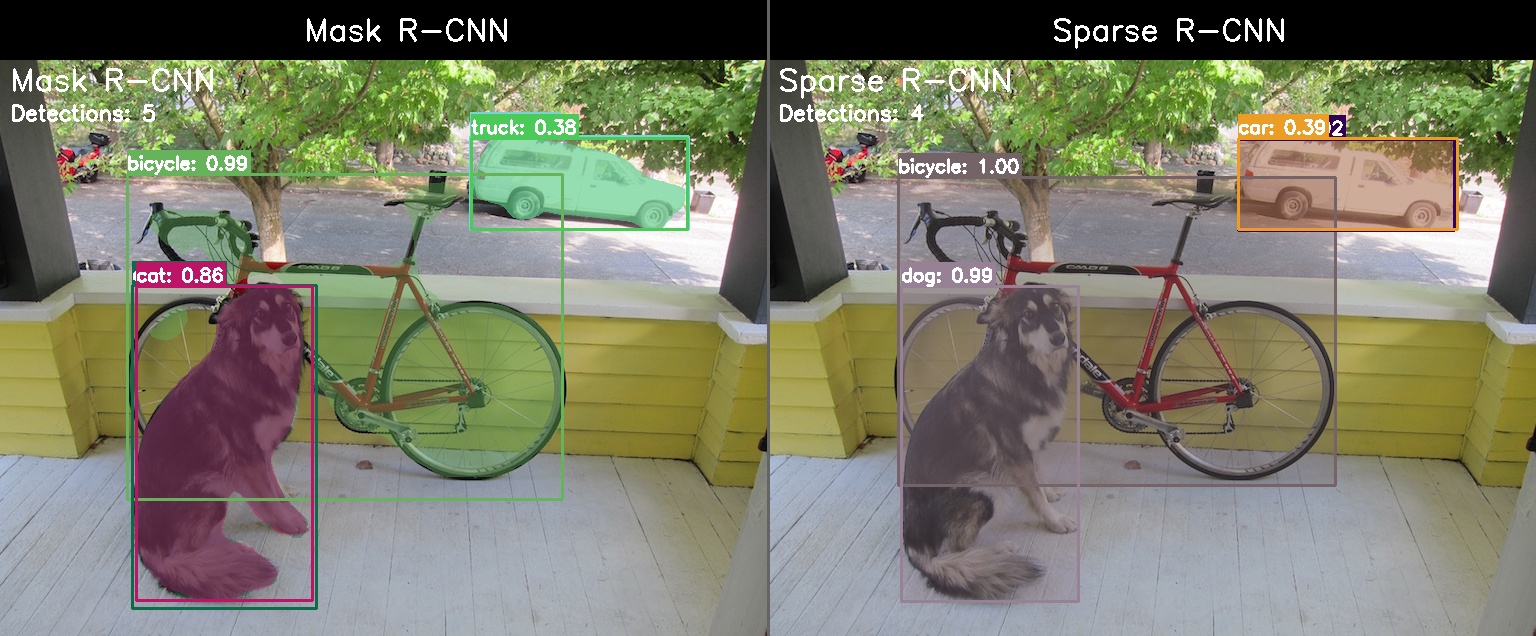 Mask R-CNN
Sparse R-CNN
Mask R-CNN
Detections: 5
truck: 0.38
bicycle: 0.99
cat: 0.86
Sparse R-CNN
Detections: 4
car: 0.39
2
bicycle: 1.00
dog: 0.99